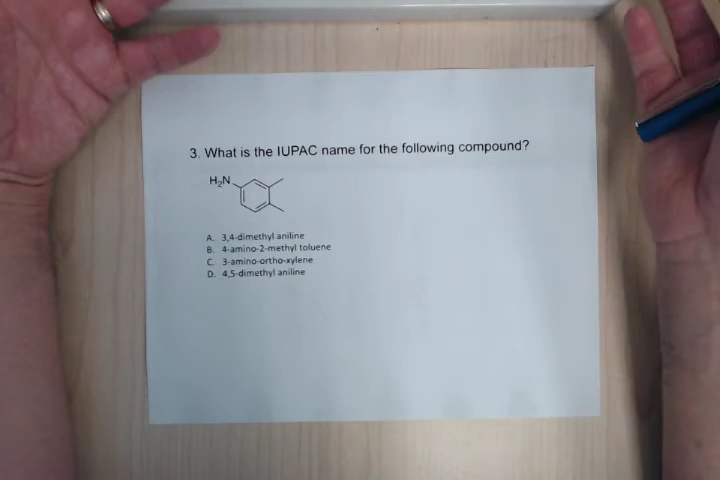 3. What is the IUPAC name for the following compound?
H₂N
A. 3,4-dimethyl aniline
B. 4-amino-2-methyl toluene
C. 3-amino-ortho-xylene
D. 4,5-dimethyl aniline